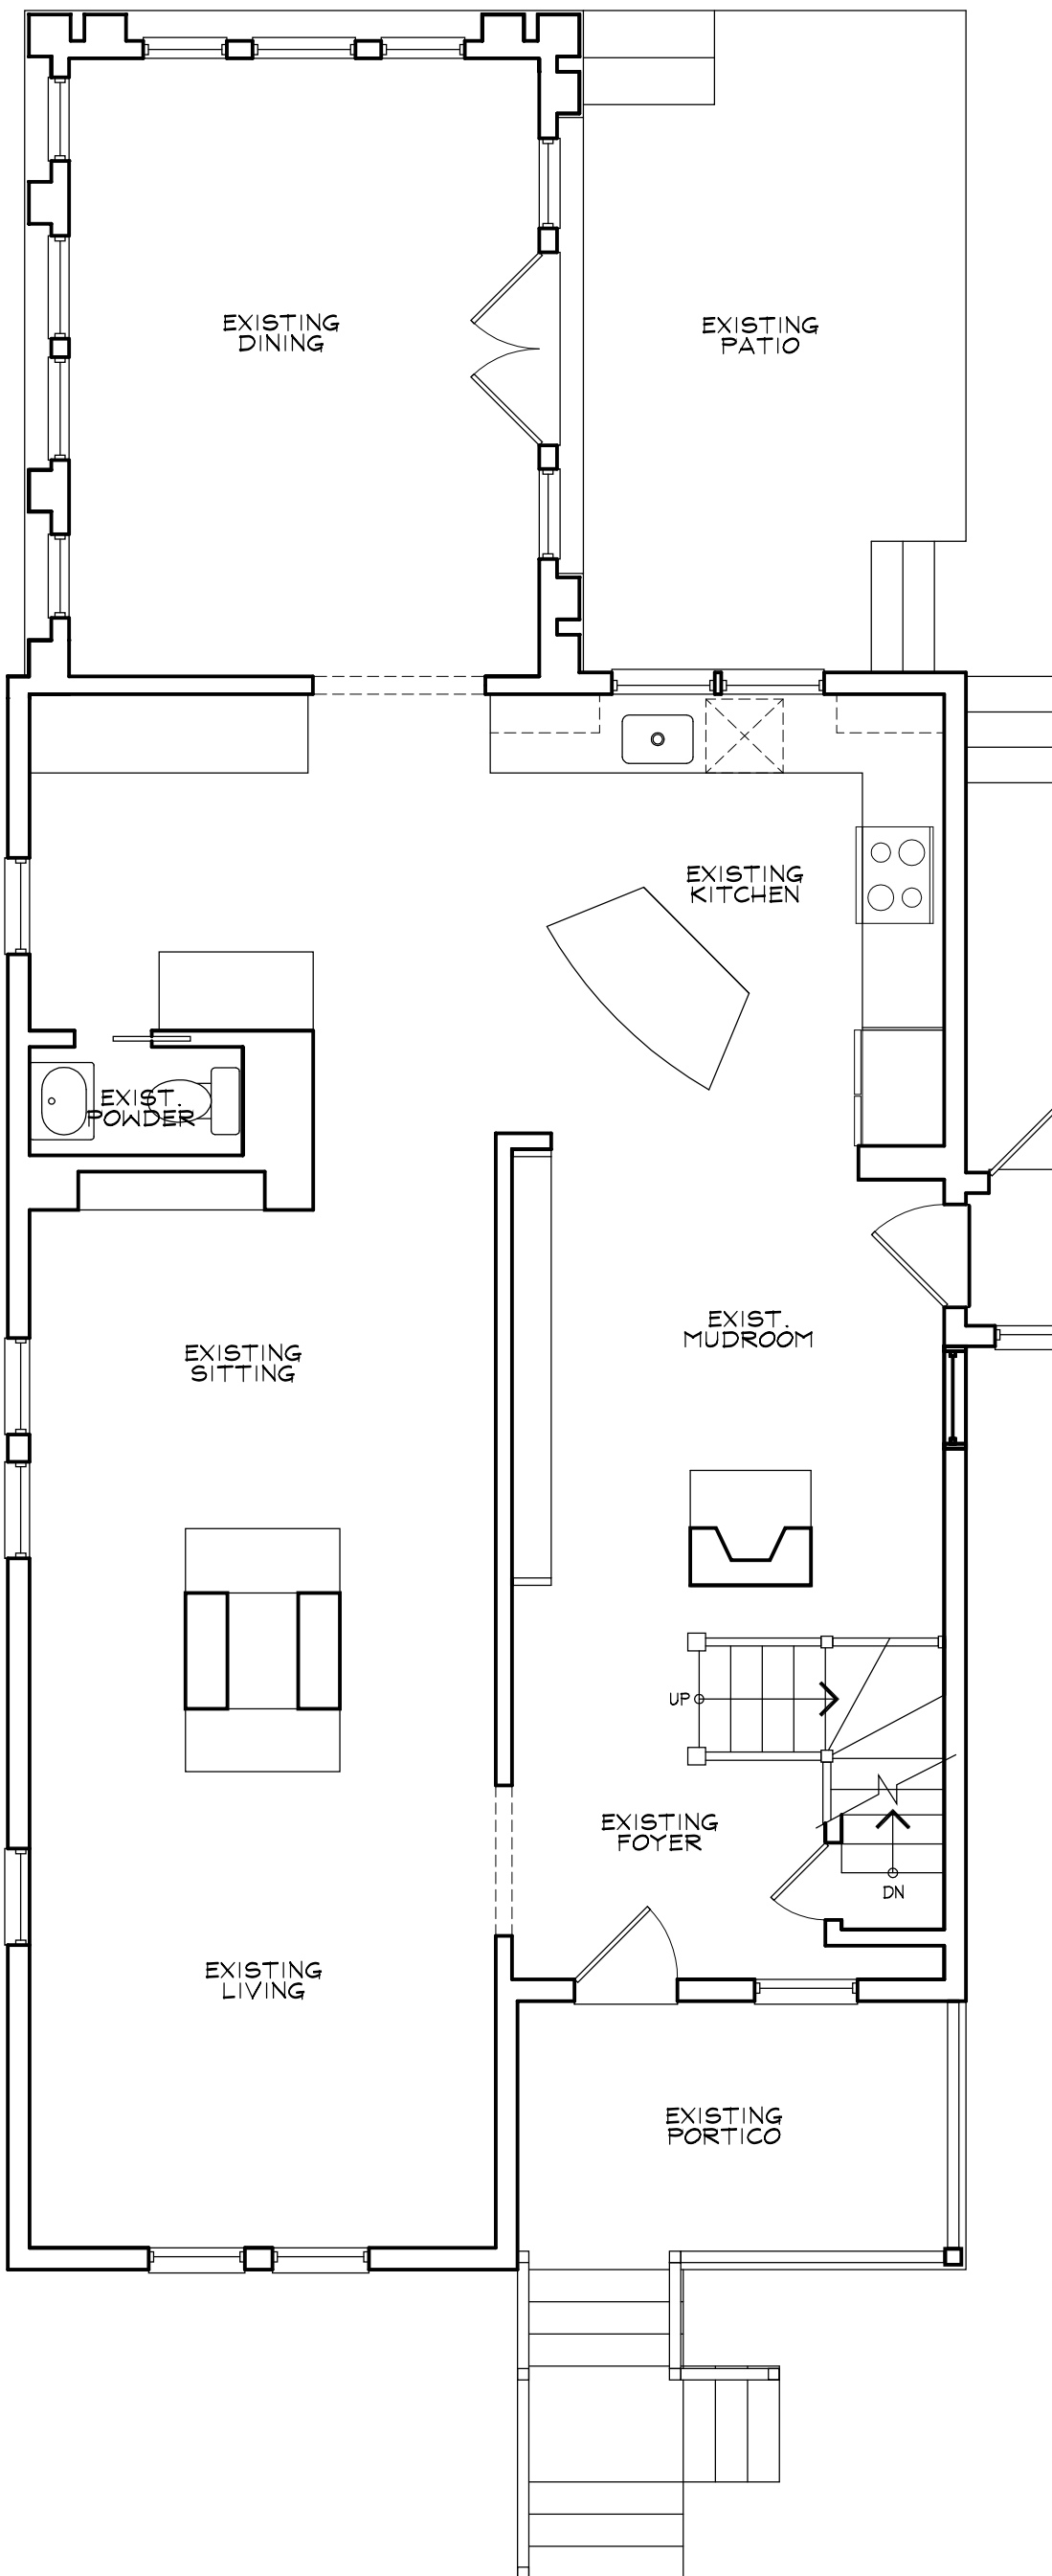 EXISTING
DINING
EXISTING
PATIO
EXISTING
KITCHEN
EXIST.
POWDER
EXIST.
MUDROOM
EXISTING
SITTING
UP
EXISTING
FOYER
DN
EXISTING
LIVING
EXISTING
PORTICO